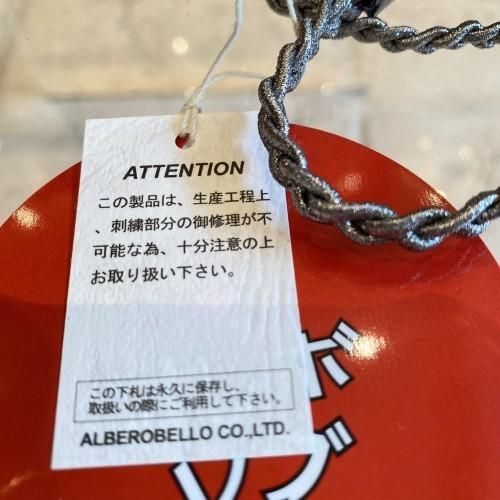 ATTENTION
この製品は、生産工程上
、刺繍部分の御修理が不
可能な為、十分注意の上
お取り扱い下さい。
この下札は永久に保存し、
取扱いの際にご利用して下さい。
ALBEROBELLO CO.,LTD.